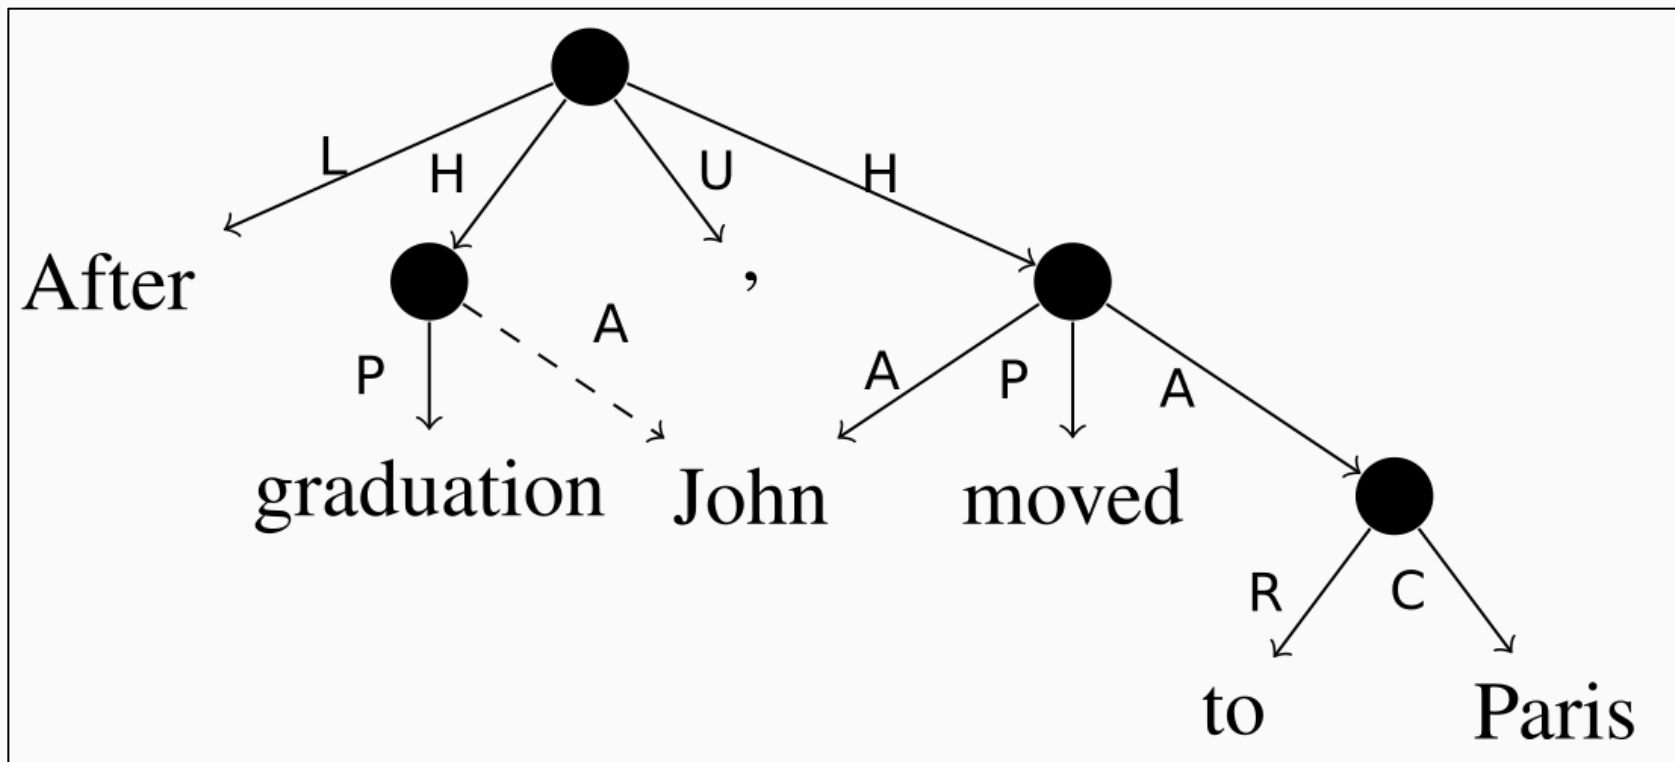 L H U H
After ,
P A A P A
graduation John moved
R C
to Paris